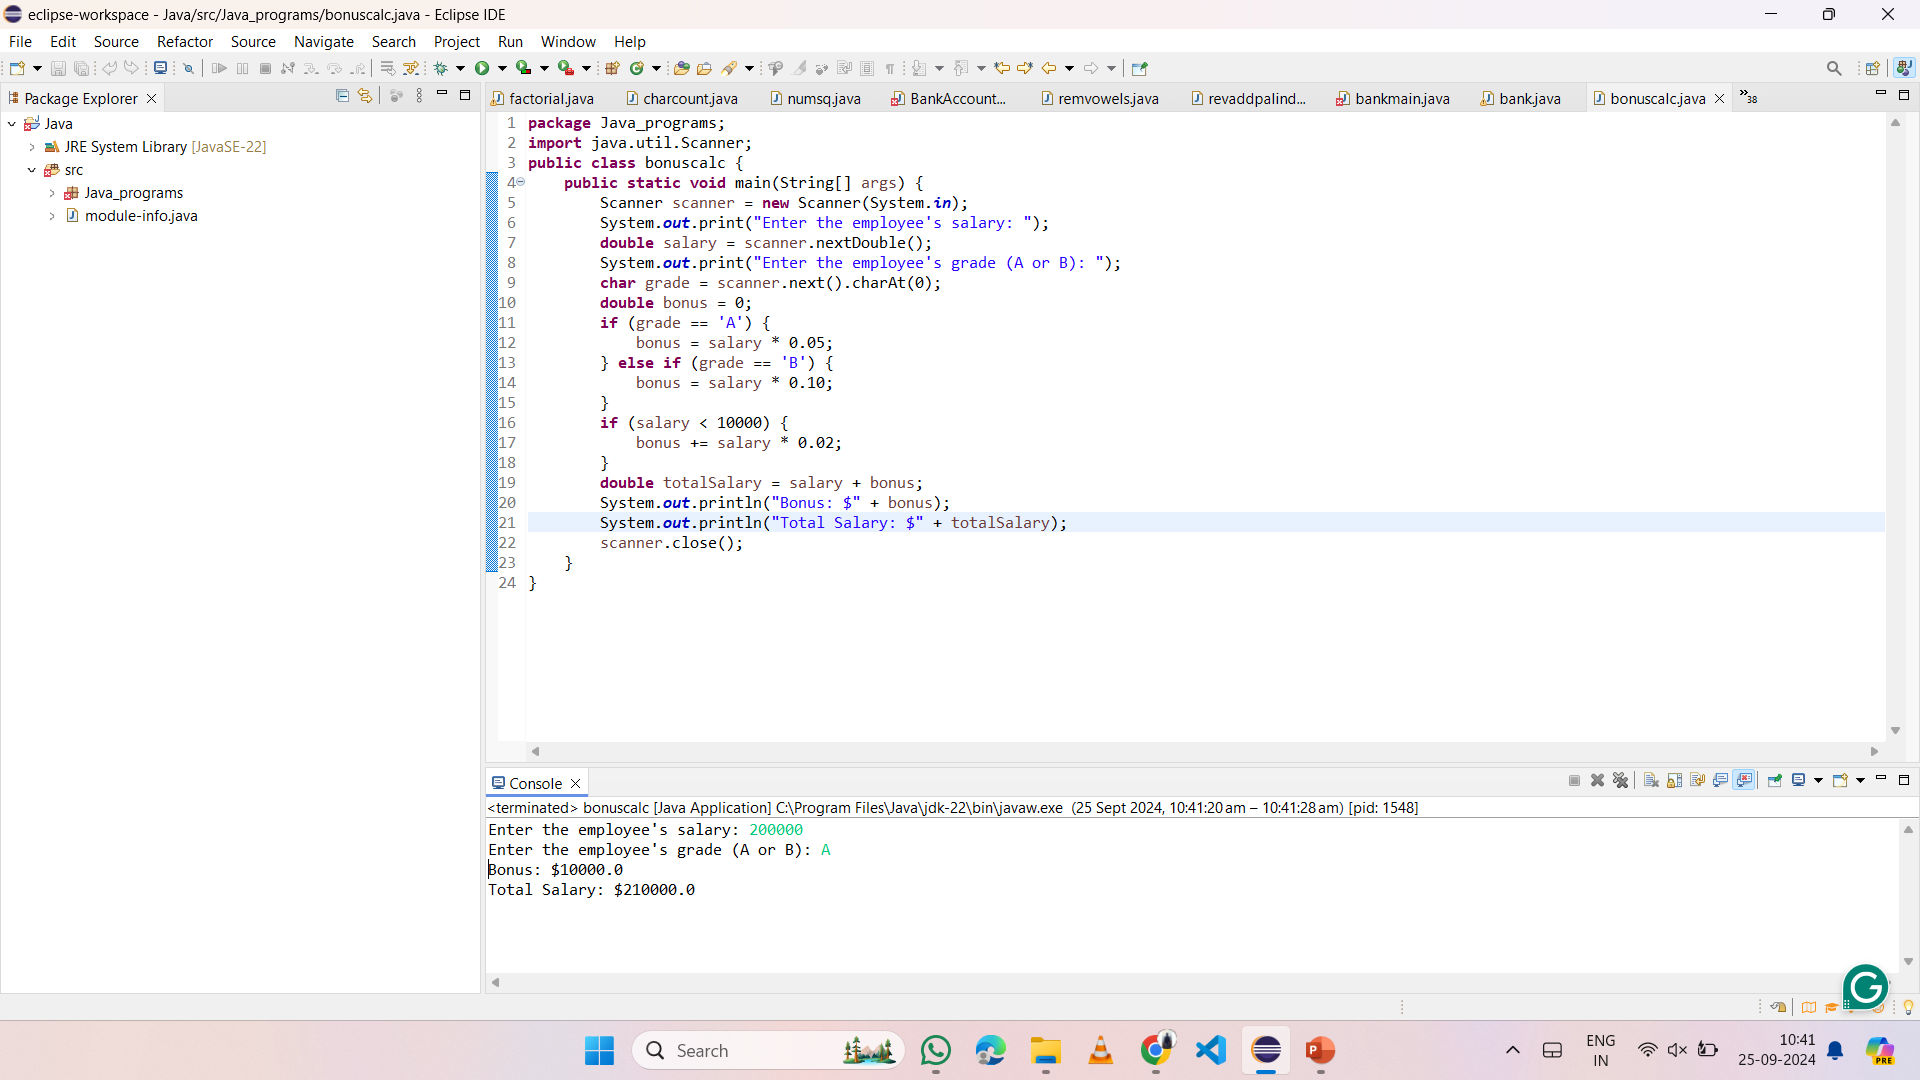 eclipse-workspace - Java/src/Java_programs/bonuscalc.java - Eclipse IDE
File Edit Source Refactor Source Navigate Search Project Run Window Help
Package Explorer
Java
JRE System Library [JavaSE-22]
src
Java_programs
module-info.java
factorial.java charcount.java numsq.java BankAccount... remvowels.java revaddpalind... bankmain.java bank.java bonuscalc.java »38
1 package Java_programs;
2 import java.util.Scanner;
3 public class bonuscalc {
4     public static void main(String[] args) {
5         Scanner scanner = new Scanner(System.in);
6         System.out.print("Enter the employee's salary: ");
7         double salary = scanner.nextDouble();
8         System.out.print("Enter the employee's grade (A or B): ");
9         char grade = scanner.next().charAt(0);
10         double bonus = 0;
11         if (grade == 'A') {
12             bonus = salary * 0.05;
13         } else if (grade == 'B') {
14             bonus = salary * 0.10;
15         }
16         if (salary < 10000) {
17             bonus += salary * 0.02;
18         }
19         double totalSalary = salary + bonus;
20         System.out.println("Bonus: $" + bonus);
21         System.out.println("Total Salary: $" + totalSalary);
22         scanner.close();
23     }
24 }
Console
<terminated> bonuscalc [Java Application] C:\Program Files\Java\jdk-22\bin\javaw.exe (25 Sept 2024, 10:41:20 am – 10:41:28 am) [pid: 1548]
Enter the employee's salary: 200000
Enter the employee's grade (A or B): A
Bonus: $10000.0
Total Salary: $210000.0
Search
ENG
IN
10:41
25-09-2024
PRE